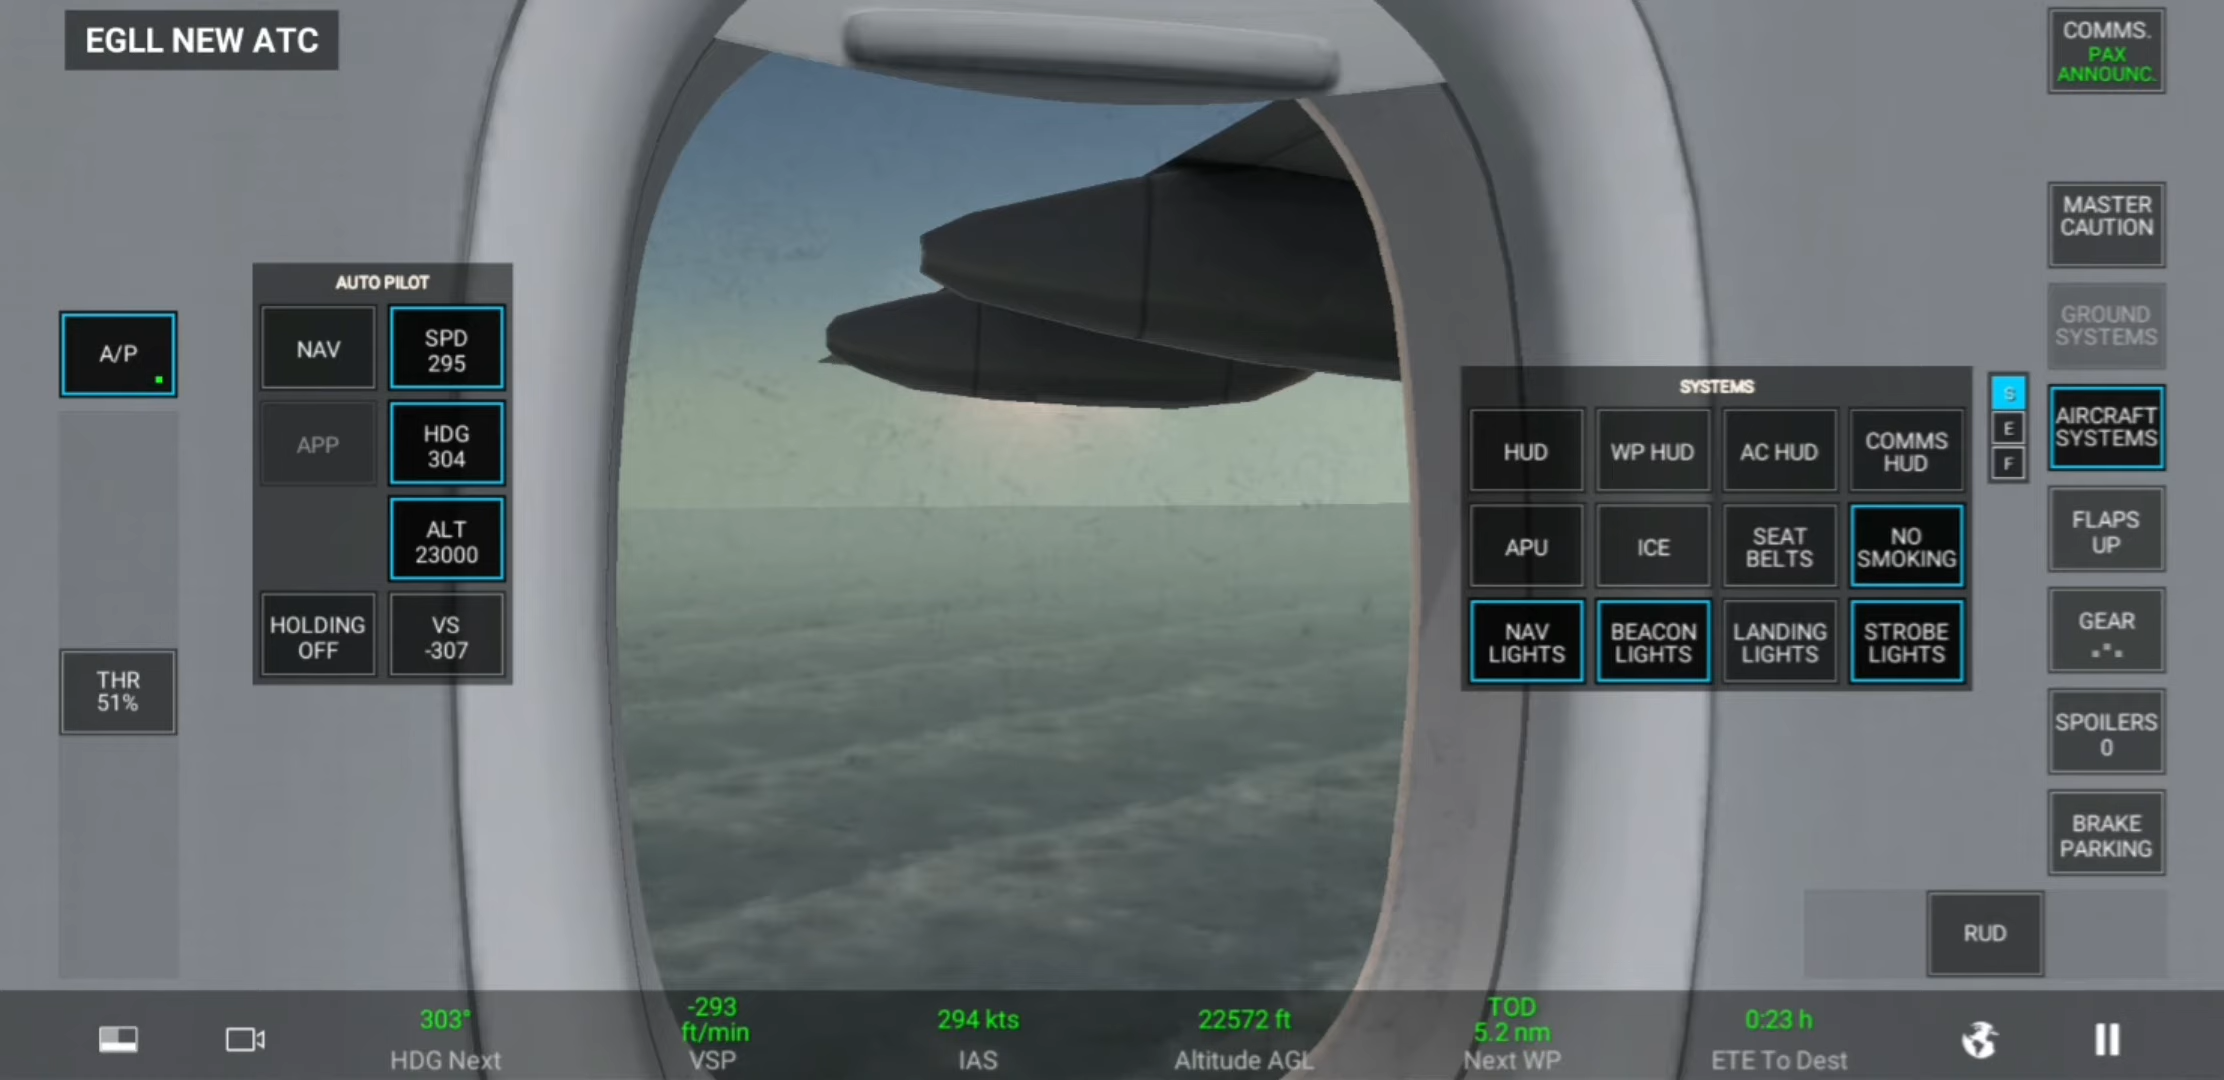 EGLL NEW ATC
COMMS.
PAX
ANNOUNC.
MASTER
CAUTION
GROUND
SYSTEMS
AUTO PILOT
NAV
SPD
295
A/P
APP
HDG
304
ALT
23000
HOLDING
OFF
VS
-307
THR
51%
SYSTEMS
HUD
WP HUD
AC HUD
COMMS
HUD
APU
ICE
SEAT
BELTS
NO
SMOKING
NAV
LIGHTS
BEACON
LIGHTS
LANDING
LIGHTS
STROBE
LIGHTS
S
E
F
AIRCRAFT
SYSTEMS
FLAPS
UP
GEAR
SPOILERS
0
BRAKE
PARKING
RUD
303°
HDG Next
-293
ft/min
VSP
294 kts
IAS
22572 ft
Altitude AGL
TOD
5.2 nm
Next WP
0:23 h
ETE To Dest